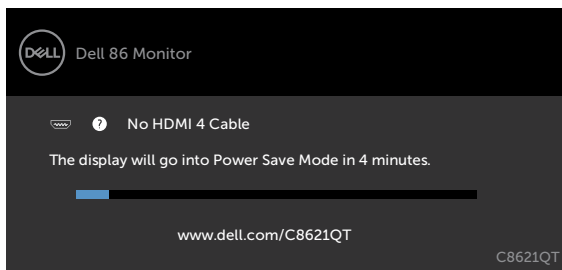 DELL
Dell 86 Monitor
? No HDMI 4 Cable
The display will go into Power Save Mode in 4 minutes.
www.dell.com/C8621QT
C8621QT